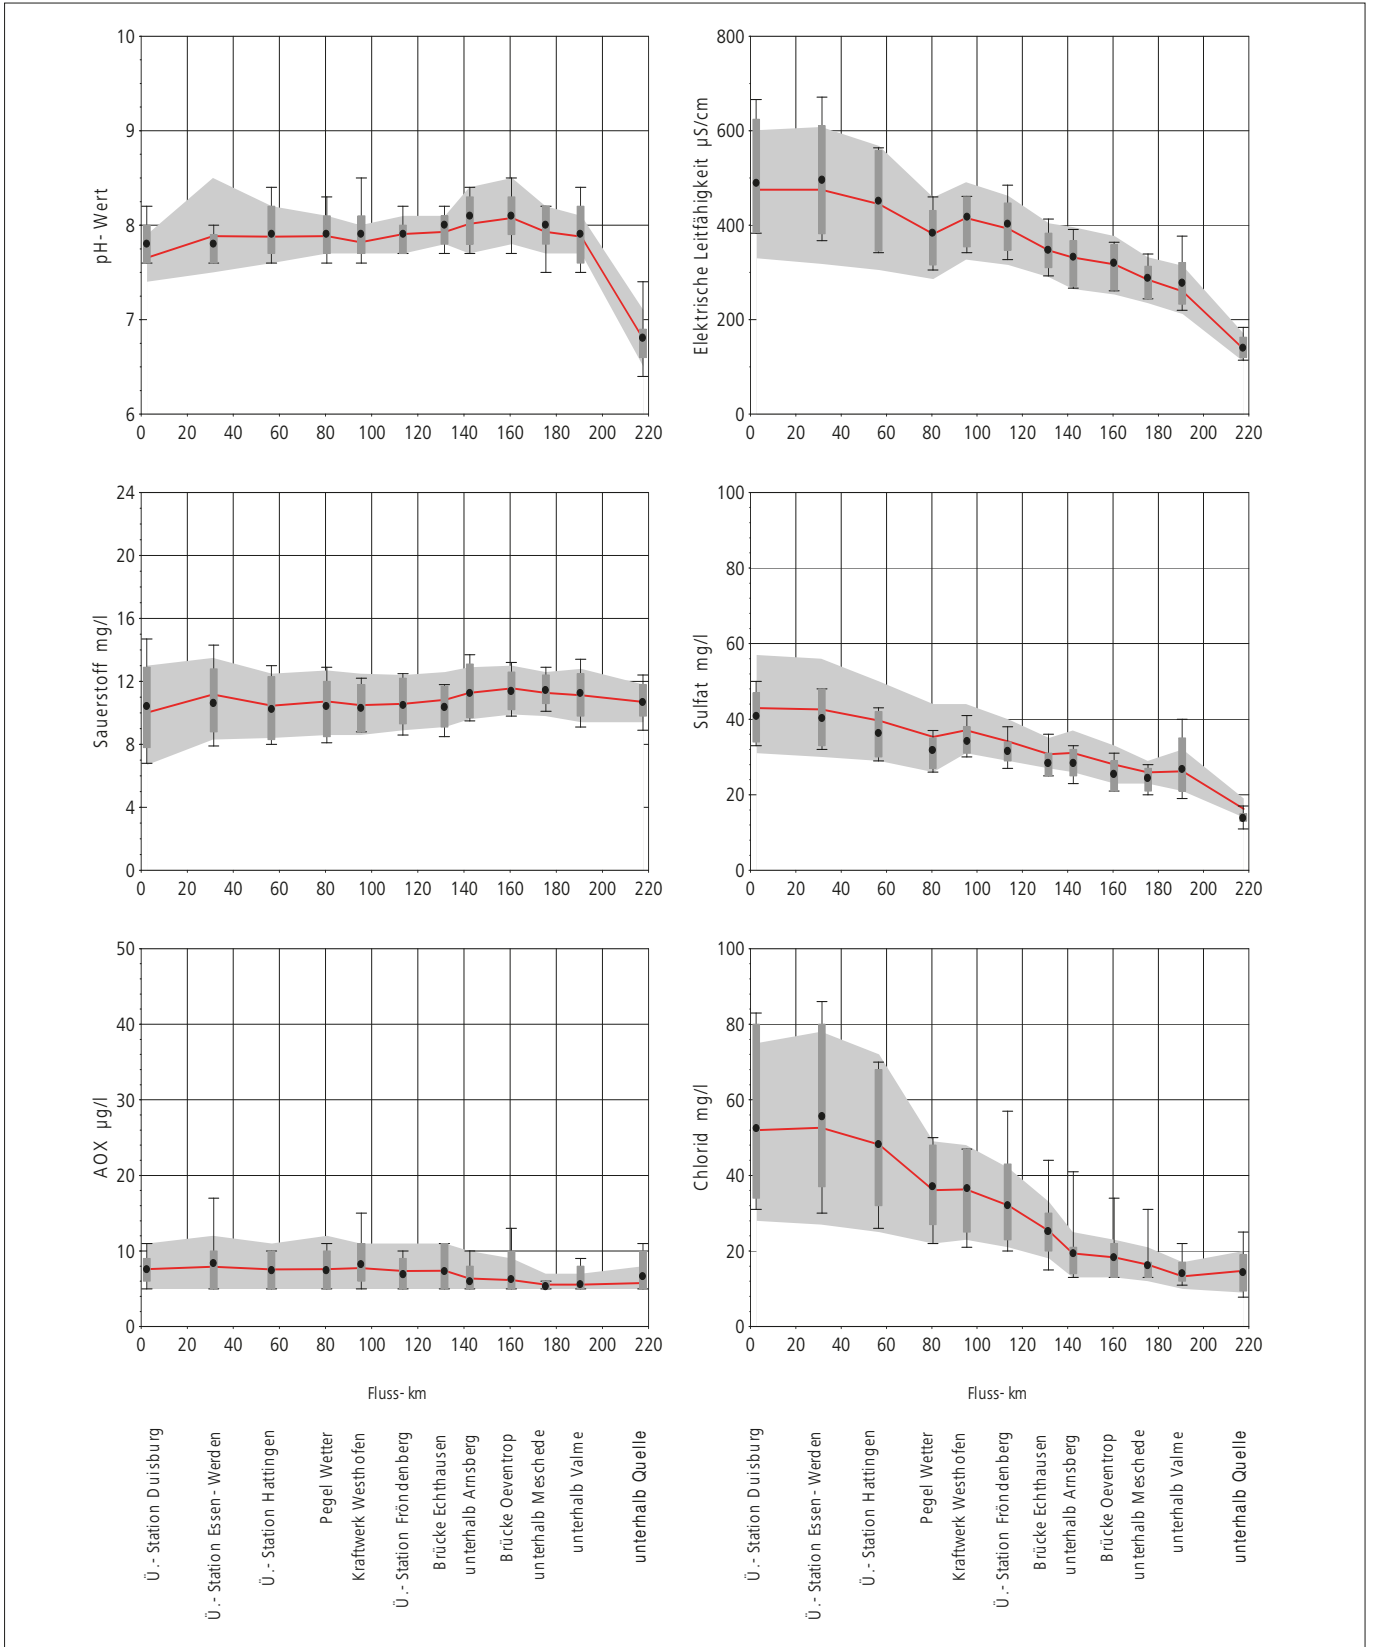 10
9
8
7
6
pH- Wert
0 20 40 60 80 100 120 140 160 180 200 220
800
600
400
200
0
Elektrische Leitfähigkeit µS/cm
0 20 40 60 80 100 120 140 160 180 200 220
24
20
16
12
8
4
0
Sauerstoff mg/l
0 20 40 60 80 100 120 140 160 180 200 220
100
80
60
40
20
0
Sulfat mg/l
0 20 40 60 80 100 120 140 160 180 200 220
50
40
30
20
10
0
AOX µg/l
0 20 40 60 80 100 120 140 160 180 200 220
Fluss- km
100
80
60
40
20
0
Chlorid mg/l
0 20 40 60 80 100 120 140 160 180 200 220
Fluss- km
Ü.- Station Duisburg
Ü.- Station Essen- Werden
Ü.- Station Hattingen
Pegel Wetter
Kraftwerk Westhofen
Ü.- Station Fröndenberg
Brücke Echthausen
unterhalb Arnsberg
Brücke Oeventrop
unterhalb Meschede
unterhalb Valme
unterhalb Quelle
Ü.- Station Duisburg
Ü.- Station Essen- Werden
Ü.- Station Hattingen
Pegel Wetter
Kraftwerk Westhofen
Ü.- Station Fröndenberg
Brücke Echthausen
unterhalb Arnsberg
Brücke Oeventrop
unterhalb Meschede
unterhalb Valme
unterhalb Quelle